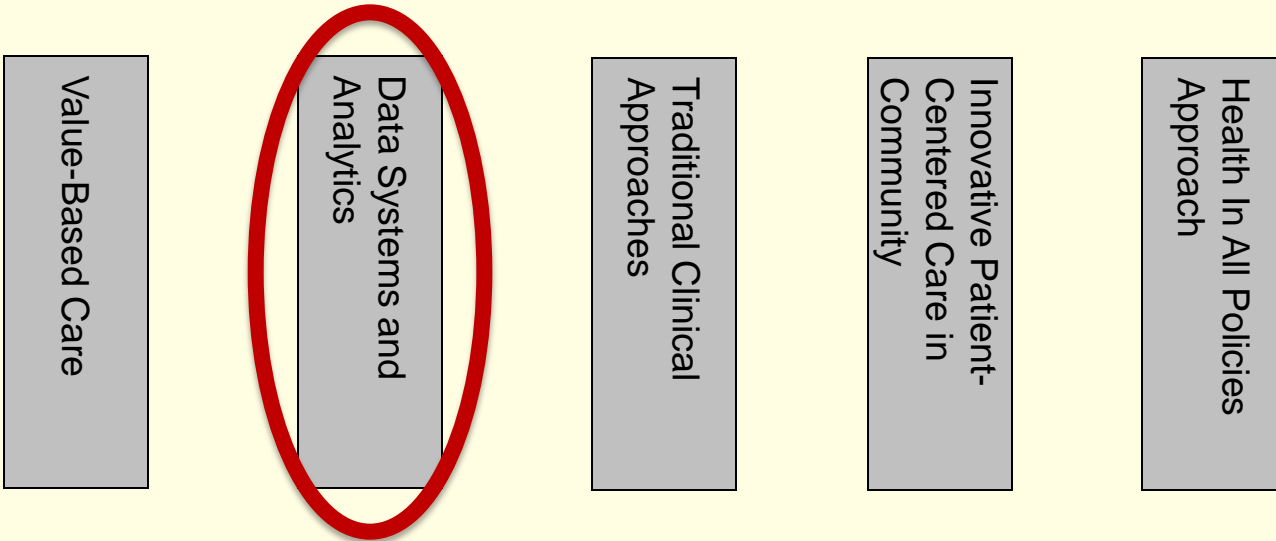 Value-Based Care
Data Systems and
Analytics
Traditional Clinical
Approaches
Innovative Patient-
Centered Care in
Community
Health In All Policies
Approach